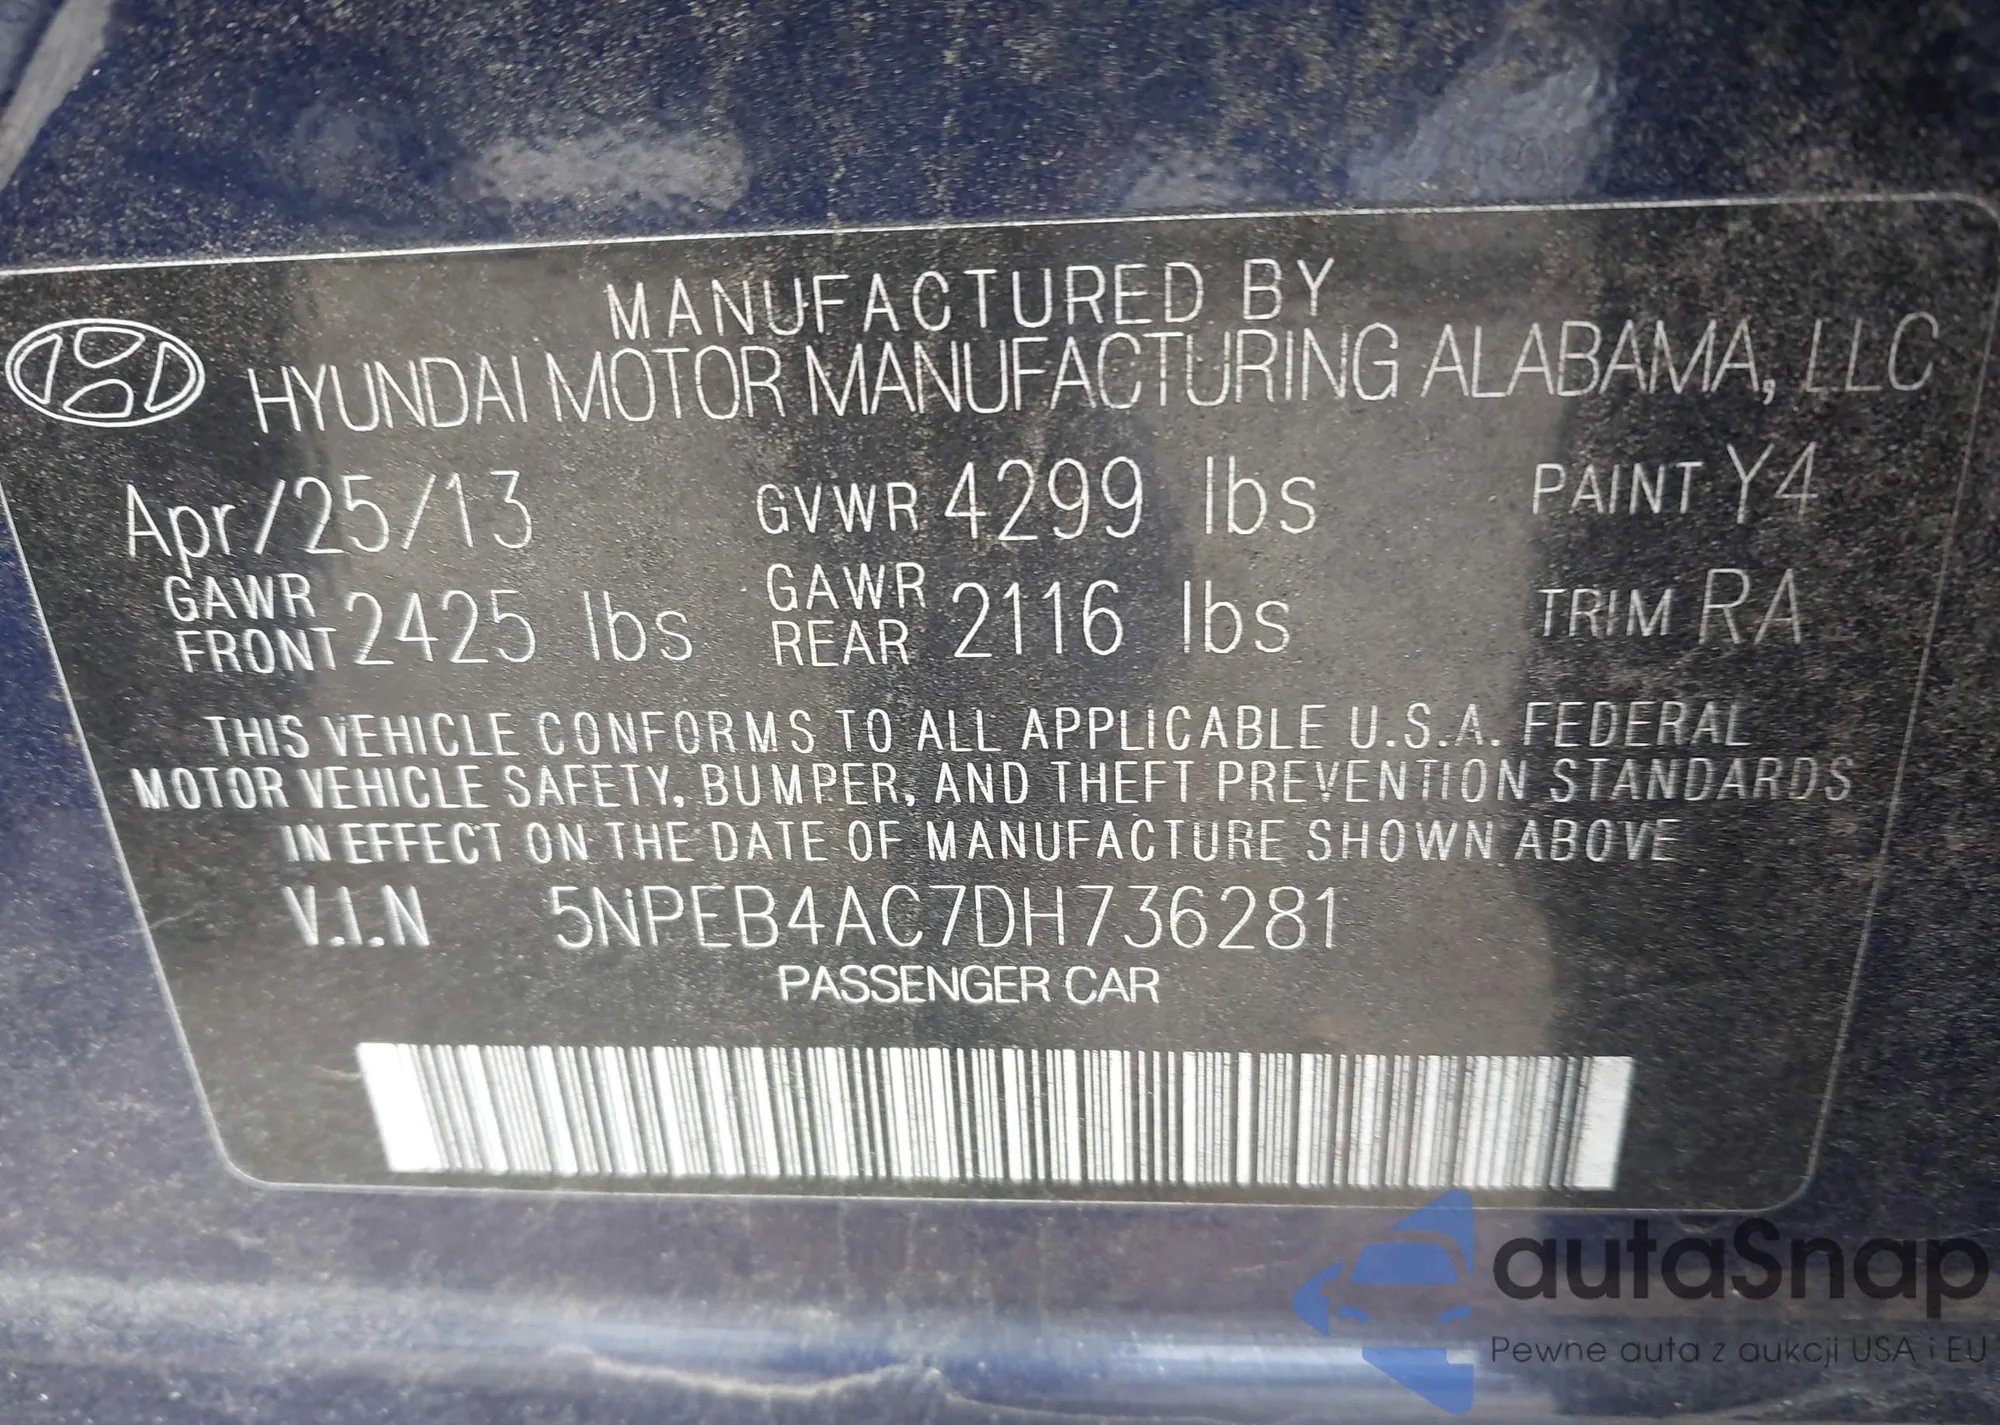 MANUFACTURED BY
HYUNDAI MOTOR MANUFACTURING ALABAMA, LLC
Apr/25/13 GVWR 4299 lbs PAINT Y4
GAWR FRONT 2425 lbs GAWR REAR 2116 lbs TRIM RA
THIS VEHICLE CONFORMS TO ALL APPLICABLE U.S.A. FEDERAL
MOTOR VEHICLE SAFETY, BUMPER, AND THEFT PREVENTION STANDARDS
IN EFFECT ON THE DATE OF MANUFACTURE SHOWN ABOVE
V.I.N 5NPEB4AC7DH736281
PASSENGER CAR
autaSnap
Pewne auta z aukcji USA i EU